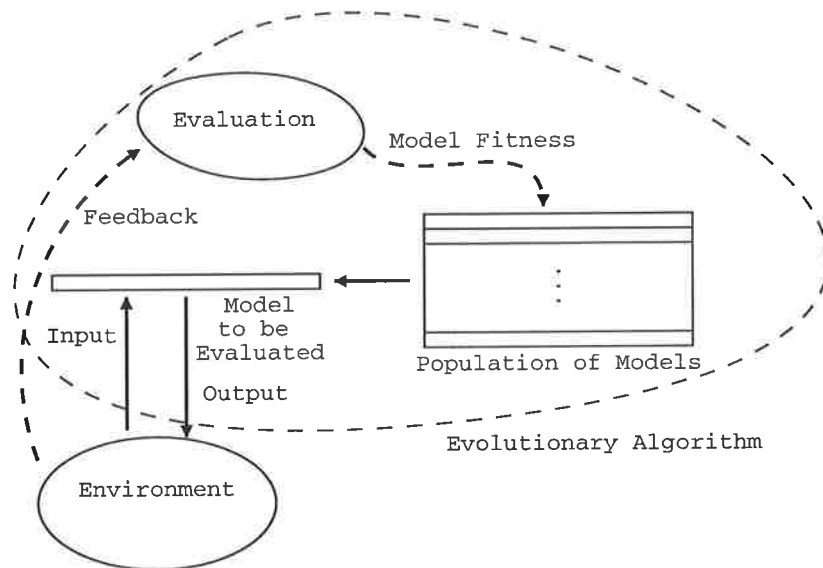 Evaluation
Model Fitness
Feedback
Model
to be
Evaluated
Input
Output
Population of Models
Evolutionary Algorithm
Environment